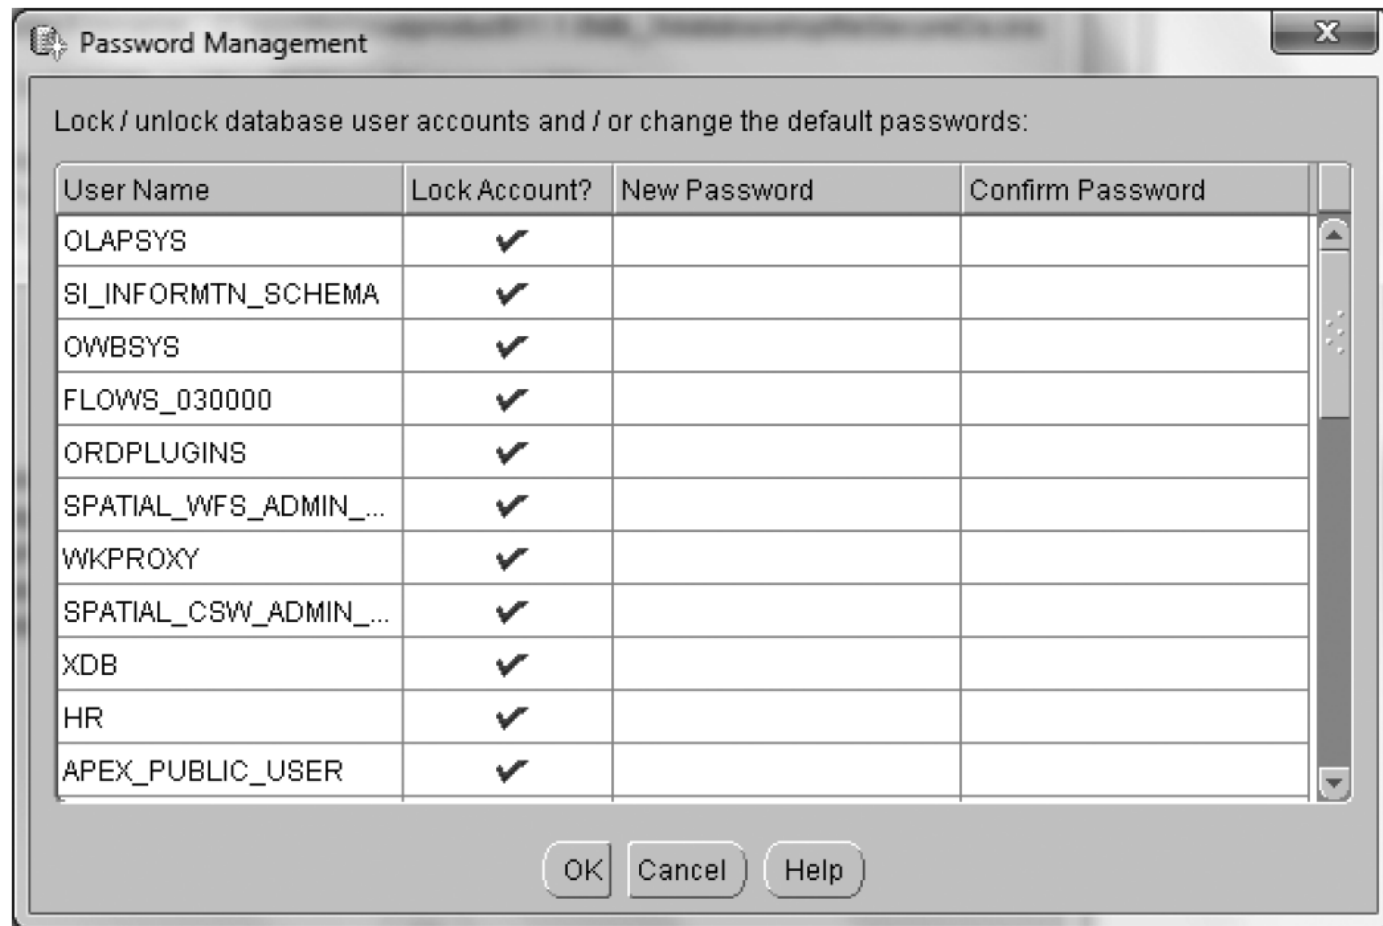 Password Management
Lock / unlock database user accounts and / or change the default passwords:
User Name Lock Account? New Password Confirm Password
OLAPSYS
SI_INFORMTN_SCHEMA
OWBSYS
FLOWS_030000
ORDPLUGINS
SPATIAL_WFS_ADMIN_...
WKPROXY
SPATIAL_CSW_ADMIN_...
XDB
HR
APEX_PUBLIC_USER
OK Cancel Help